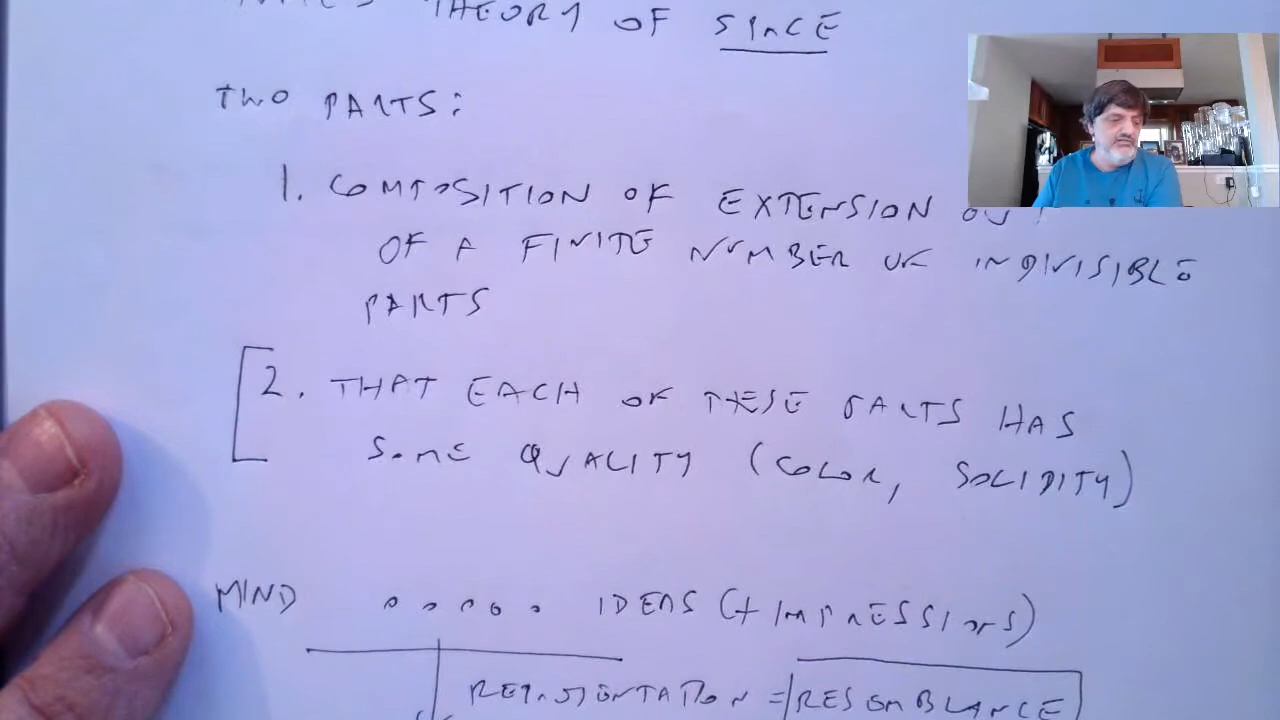 THEORY OF SINCE
TWO PARTS:
1. COMPOSITION OF EXTENSION
OF A FINITE NUMBER OF INDIVISIBLE
PARTS
2. THAT EACH OF THESE PARTS HAS
SOME QUALITY (COLOR, SOLIDITY)
MIND IDEAS (+ IMPRESSIONS)
REPRESENTATION = RESEMBLANCE